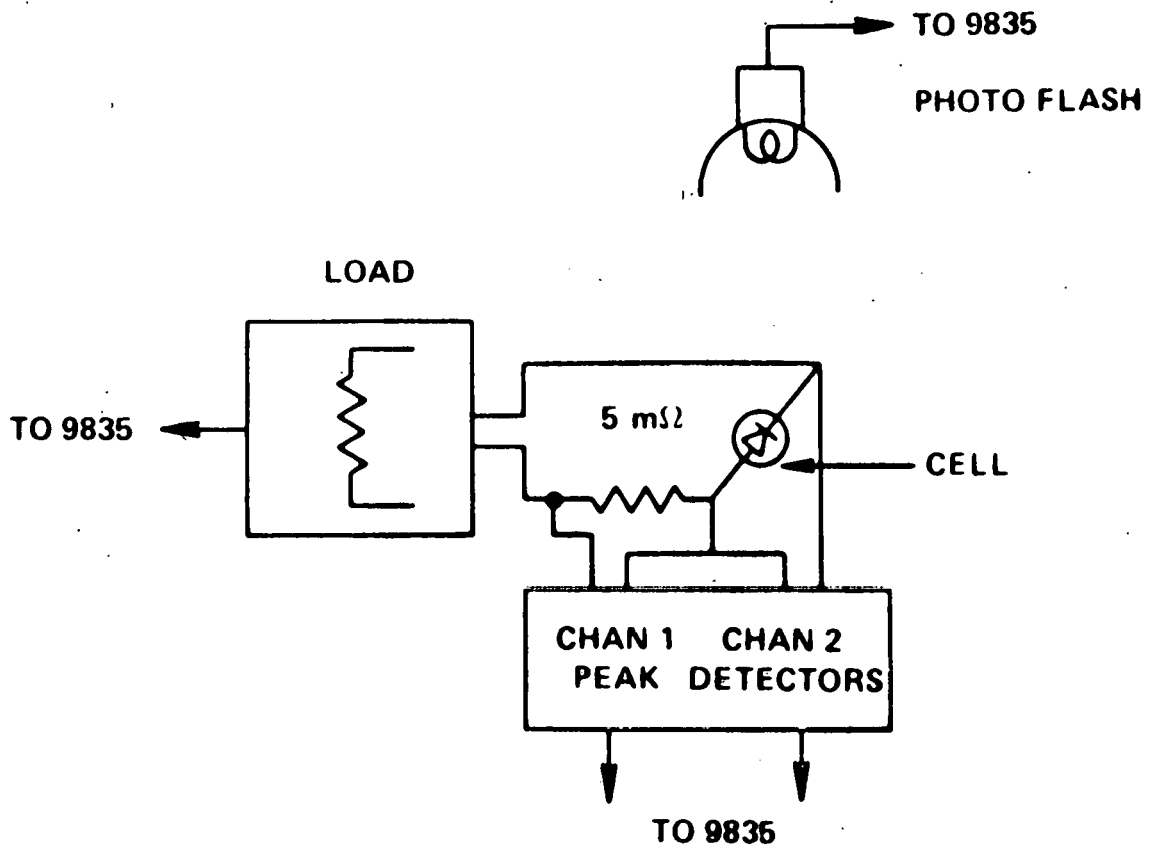 TO 9835
PHOTO FLASH
LOAD
TO 9835
5 mΩ
CELL
CHAN 1 CHAN 2
PEAK DETECTORS
TO 9835